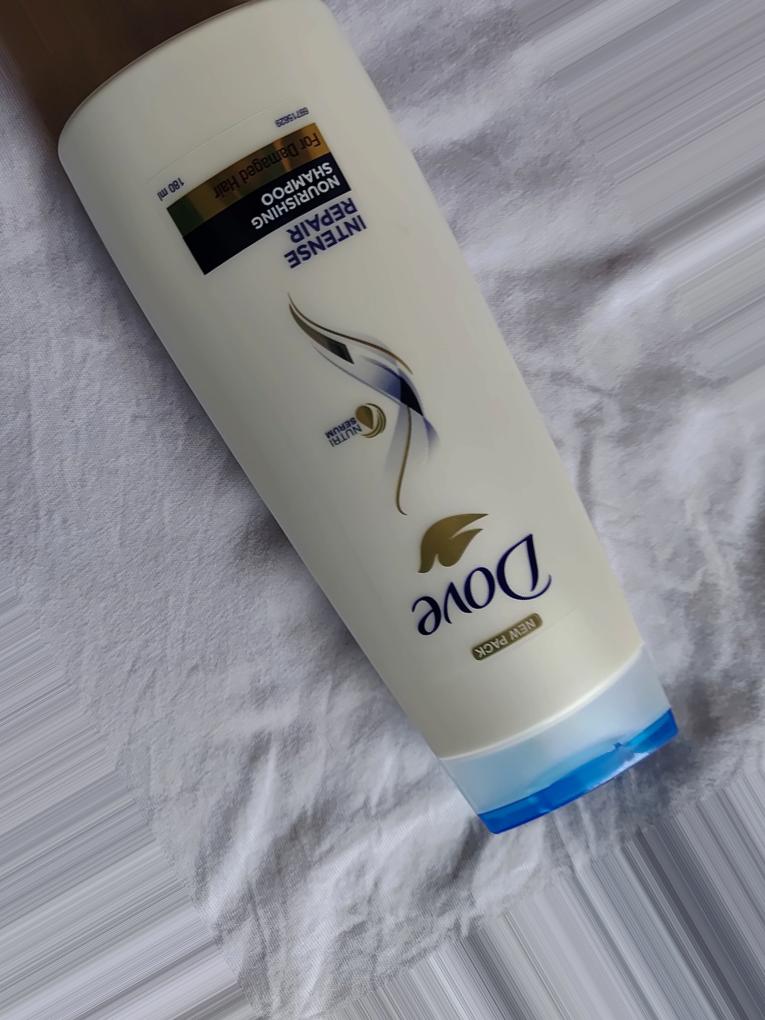 NEW PACK
Dove
NUTRI
SERUM
INTENSE
REPAIR
NOURISHING
SHAMPOO
For Damaged Hair
180 ml